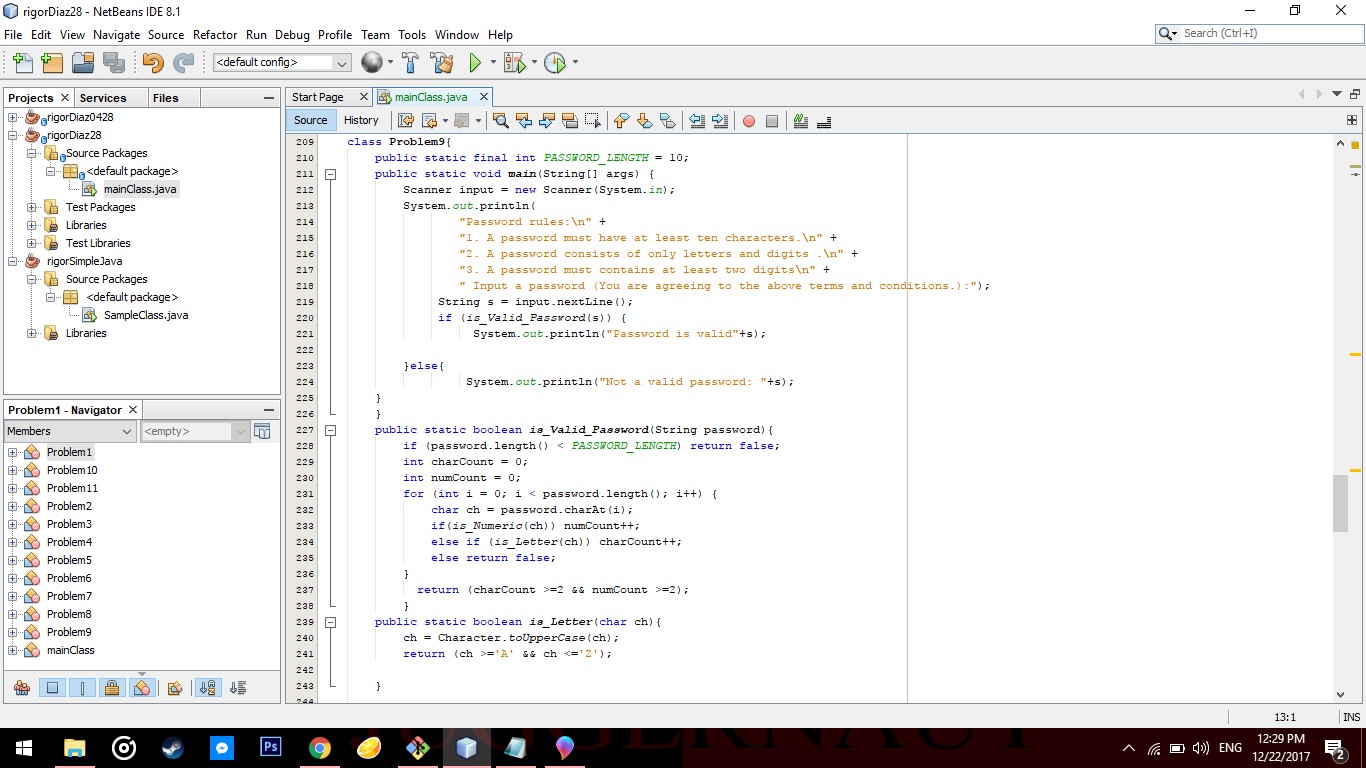 rigorDiaz28 - NetBeans IDE 8.1
File Edit View Navigate Source Refactor Run Debug Profile Team Tools Window Help
Search (Ctrl+I)
<default config>
Projects Services Files
rigorDiaz0428
rigorDiaz28
Source Packages
<default package>
mainClass.java
Test Packages
Libraries
Test Libraries
rigorSimpleJava
Source Packages
<default package>
SampleClass.java
Libraries
Problem1 - Navigator
Members <empty>
Problem1
Problem10
Problem11
Problem2
Problem3
Problem4
Problem5
Problem6
Problem7
Problem8
Problem9
mainClass
Start Page mainClass.java
Source History
209 class Problem9{
210 public static final int PASSWORD_LENGTH = 10;
211 public static void main(String[] args) {
212 Scanner input = new Scanner(System.in);
213 System.out.println(
214 "Password rules:\n" +
215 "1. A password must have at least ten characters.\n" +
216 "2. A password consists of only letters and digits .\n" +
217 "3. A password must contains at least two digits\n" +
218 " Input a password (You are agreeing to the above terms and conditions.):");
219 String s = input.nextLine();
220 if (is_Valid_Password(s)) {
221 System.out.println("Password is valid"+s);
222
223 }else{
224 System.out.println("Not a valid password: "+s);
225 }
226 }
227 public static boolean is_Valid_Password(String password){
228 if (password.length() < PASSWORD_LENGTH) return false;
229 int charCount = 0;
230 int numCount = 0;
231 for (int i = 0; i < password.length(); i++) {
232 char ch = password.charAt(i);
233 if(is_Numeric(ch)) numCount++;
234 else if (is_Letter(ch)) charCount++;
235 else return false;
236 }
237 return (charCount >=2 && numCount >=2);
238 }
239 public static boolean is_Letter(char ch){
240 ch = Character.toUpperCase(ch);
241 return (ch >='A' && ch <='Z');
242
243 }
244
13:1 INS
Ps
ENG
12:29 PM
12/22/2017
2